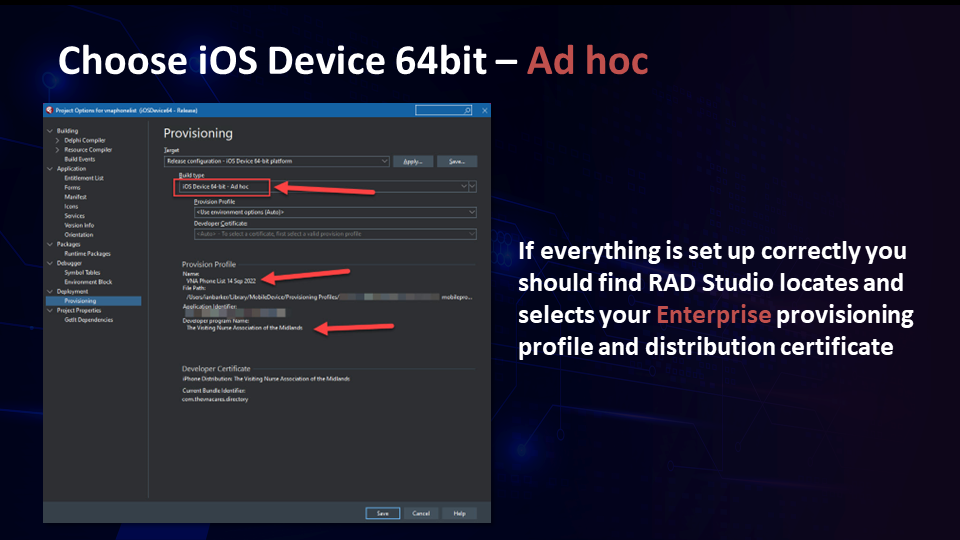 Choose iOS Device 64bit – Ad hoc
Project Options for vnaphonelist (iOSDevice64 - Release)
Building
Delphi Compiler
Resource Compiler
Build Events
Application
Entitlement List
Forms
Manifest
Icons
Services
Version Info
Orientation
Packages
Runtime Packages
Debugger
Symbol Tables
Environment Block
Deployment
Provisioning
Project Properties
GetIt Dependencies
Provisioning
Target
Release configuration - iOS Device 64-bit platform
Apply...
Save...
Build type
iOS Device 64-bit - Ad hoc
Provision Profile
<Use environment options (Auto)>
Developer Certificate:
<Auto> - To select a certificate, first select a valid provision profile
Provision Profile
Name:
VNA Phone List 14 Sep 2022
File Path:
/Users/ianbarker/Library/MobileDevice/Provisioning Profiles/ mobilepro...
Application Identifier:
Developer program Name:
The Visiting Nurse Association of the Midlands
Developer Certificate
iPhone Distribution: The Visiting Nurse Association of the Midlands
Current Bundle Identifier:
com.thevnacares.directory
Save
Cancel
Help
If everything is set up correctly you
should find RAD Studio locates and
selects your Enterprise provisioning
profile and distribution certificate